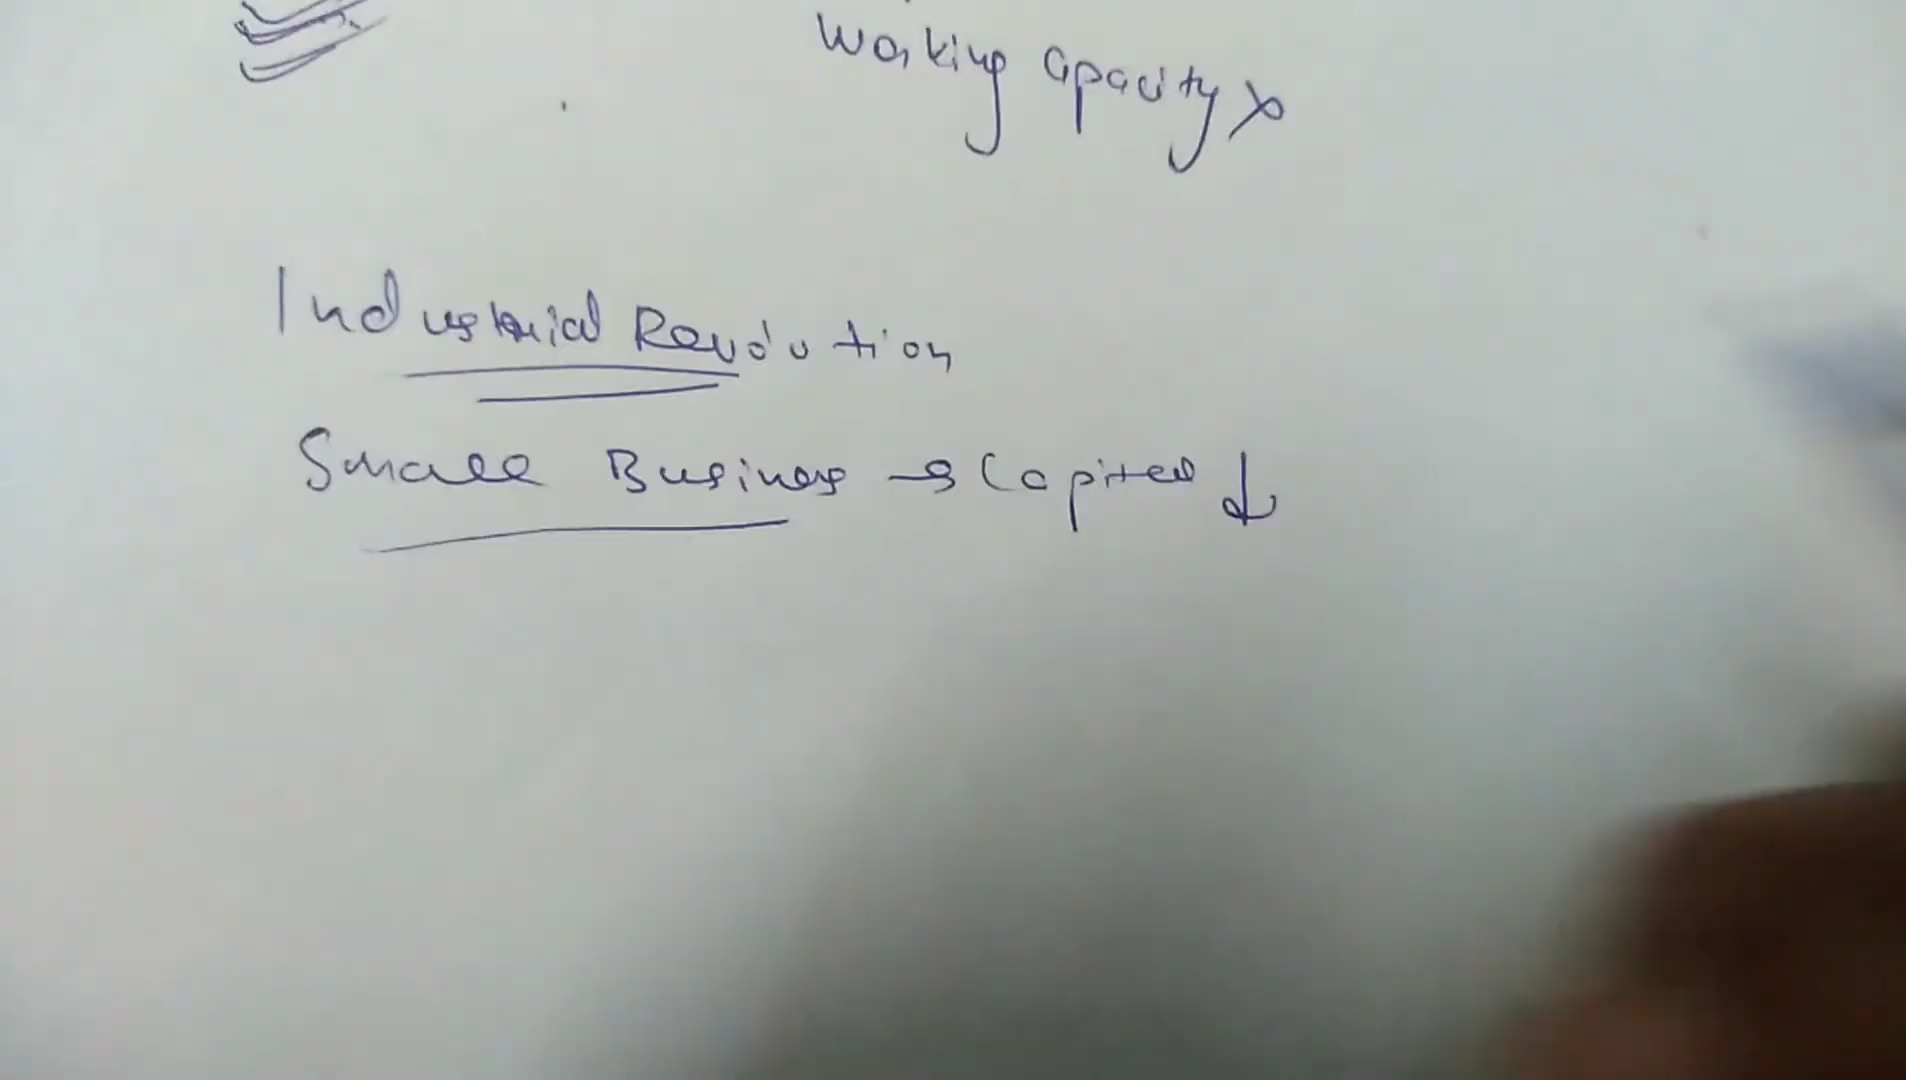 Working Capacity ×
Industrial Revolution
Small Business → Capital ↓